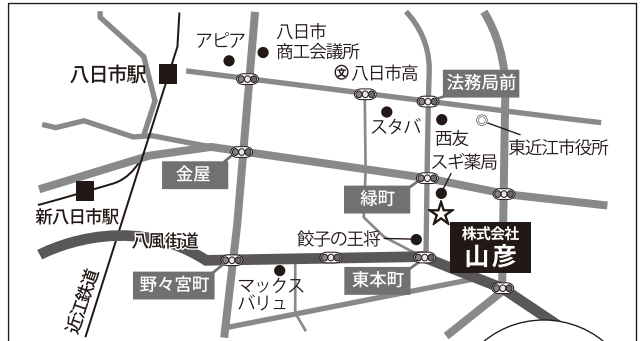 アピア
八日市
商工会議所
八日市駅
文
八日市高
法務局前
スタバ
西友
東近江市役所
スギ薬局
金屋
緑町
新八日市駅
八風街道
餃子の王将
株式会社
山彦
野々宮町
マックス
バリュ
東本町
近江鉄道